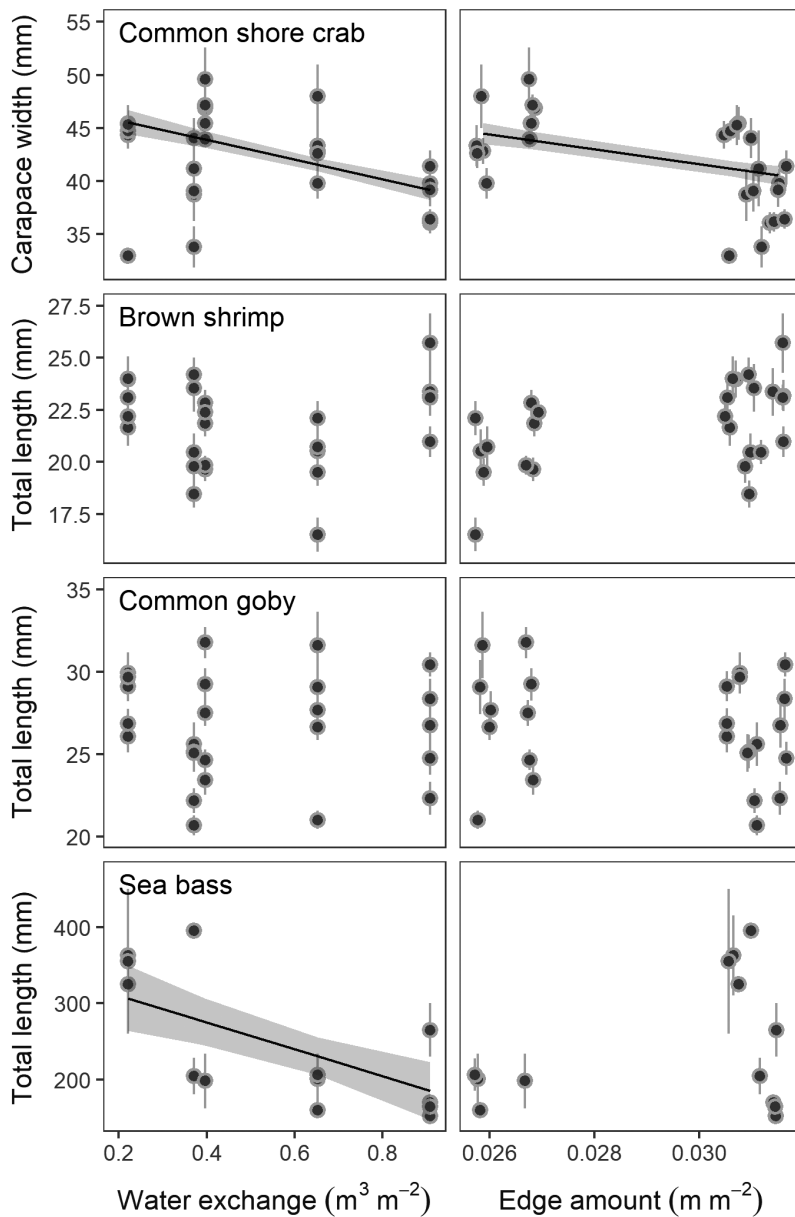 Common shore crab
Carapace width (mm)
55
50
45
40
35
Brown shrimp
Total length (mm)
27.5
25.0
22.5
20.0
17.5
Common goby
Total length (mm)
35
30
25
20
Sea bass
Total length (mm)
400
300
200
0.2 0.4 0.6 0.8 0.026 0.028 0.030
Water exchange (m³ m⁻²) Edge amount (m m⁻²)